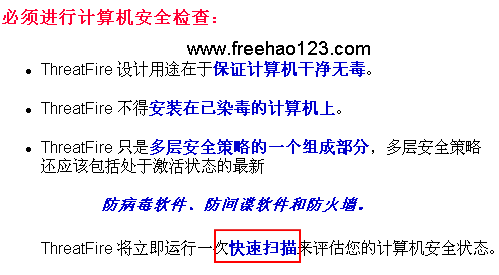 必须进行计算机安全检查：
www.freehao123.com
ThreatFire 设计用途在于保证计算机干净无毒。
ThreatFire 不得安装在已染毒的计算机上。
ThreatFire 只是多层安全策略的一个组成部分，多层安全策略
还应该包括处于激活状态的最新
防病毒软件、防间谍软件和防火墙。
ThreatFire 将立即运行一次快速扫描来评估您的计算机安全状态。